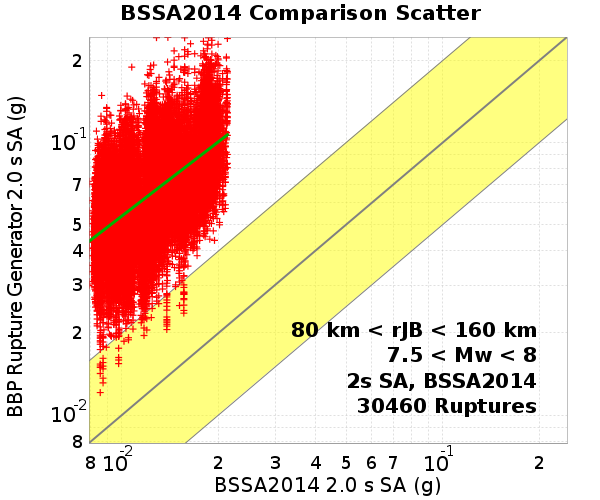 BSSA2014 Comparison Scatter
BBP Rupture Generator 2.0 s SA (g)
2
10-1
7
5
4
3
2
10-2
8
80 km < rJB < 160 km
7.5 < Mw < 8
2s SA, BSSA2014
30460 Ruptures
8 10-2 2 3 4 5 6 7 10-1 2
BSSA2014 2.0 s SA (g)